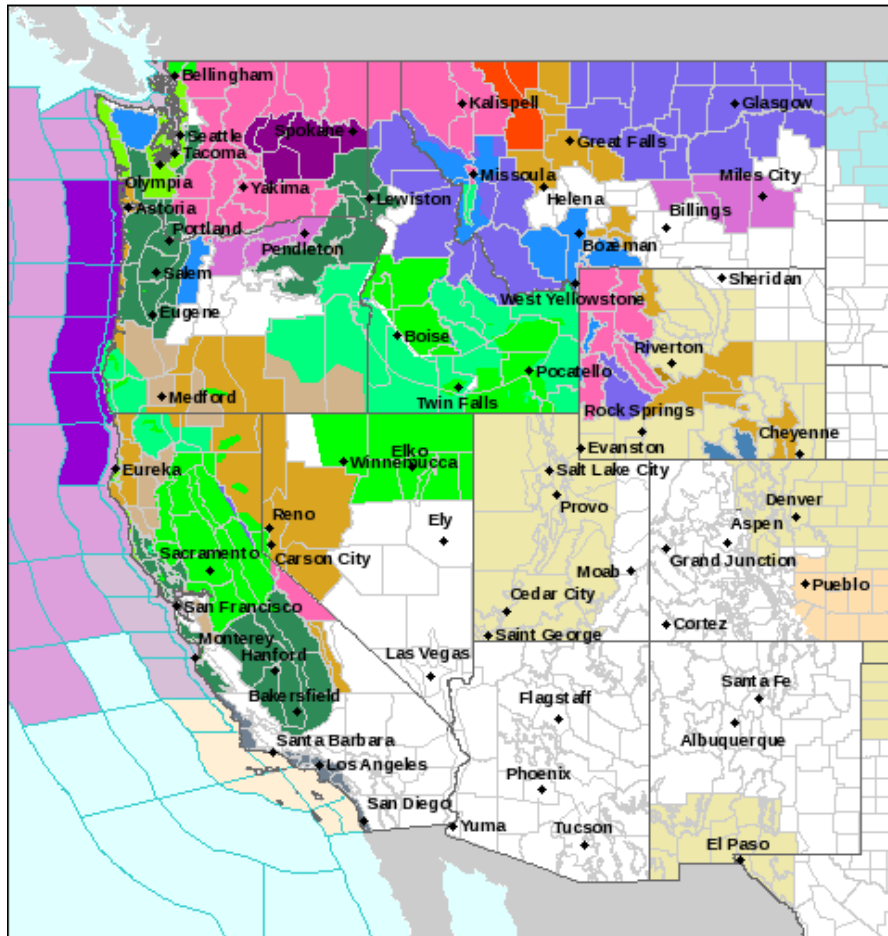 Bellingham
Kalispell
Glasgow
Seattle
Spokane
Great Falls
Tacoma
Olympia
Yakima
Missoula
Miles City
Astoria
Lewiston
Helena
Billings
Portland
Pendleton
Bozeman
Salem
Sheridan
Eugene
West Yellowstone
Boise
Riverton
Pocatello
Medford
Twin Falls
Rock Springs
Cheyenne
Elko
Evanston
Eureka
Winnemucca
Salt Lake City
Provo
Denver
Reno
Ely
Aspen
Sacramento
Carson City
Grand Junction
Moab
Pueblo
San Francisco
Cedar City
Cortez
Monterey
Saint George
Hanford
Las Vegas
Santa Fe
Bakersfield
Flagstaff
Albuquerque
Santa Barbara
Los Angeles
Phoenix
San Diego
Yuma
Tucson
El Paso